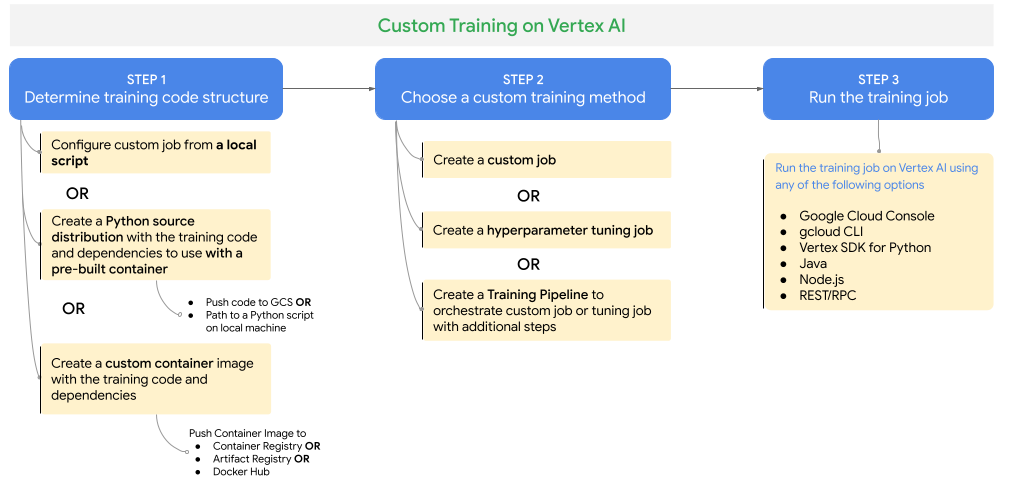 Custom Training on Vertex AI
STEP 1
Determine training code structure
Configure custom job from a local
script
OR
Create a Python source
distribution with the training code
and dependencies to use with a
pre-built container
● Push code to GCS OR
● Path to a Python script
on local machine
OR
Create a custom container image
with the training code and
dependencies
Push Container Image to
● Container Registry OR
● Artifact Registry OR
● Docker Hub
STEP 2
Choose a custom training method
Create a custom job
OR
Create a hyperparameter tuning job
OR
Create a Training Pipeline to
orchestrate custom job or tuning job
with additional steps
STEP 3
Run the training job
Run the training job on Vertex AI using
any of the following options
● Google Cloud Console
● gcloud CLI
● Vertex SDK for Python
● Java
● Node.js
● REST/RPC